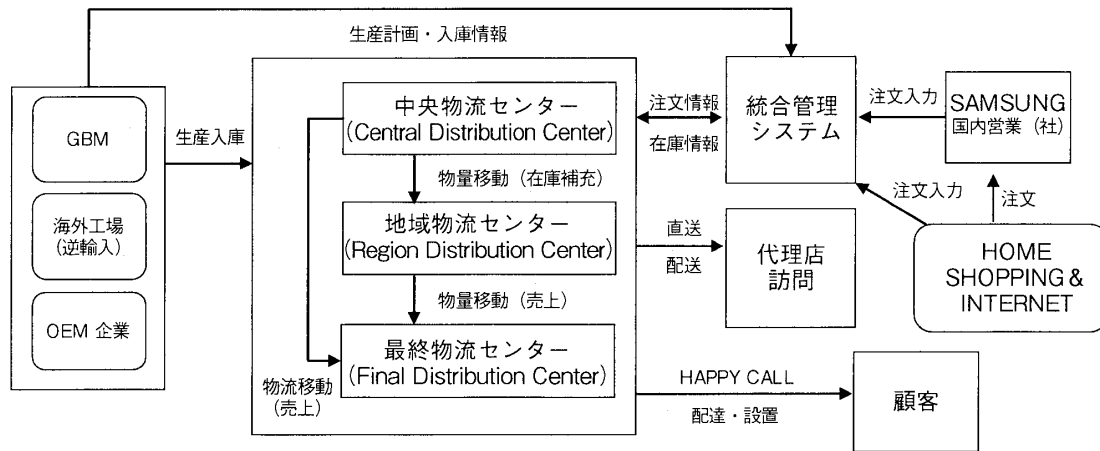 生産計画・入庫情報
GBM
海外工場
(逆輸入)
OEM 企業
生産入庫
中央物流センター
(Central Distribution Center)
物量移動 (在庫補充)
地域物流センター
(Region Distribution Center)
物量移動 (売上)
最終物流センター
(Final Distribution Center)
物流移動
(売上)
注文情報
在庫情報
統合管理
システム
注文入力
SAMSUNG
国内営業 (社)
注文入力
注文
HOME
SHOPPING &
INTERNET
直送
配送
代理店
訪問
HAPPY CALL
配達・設置
顧客